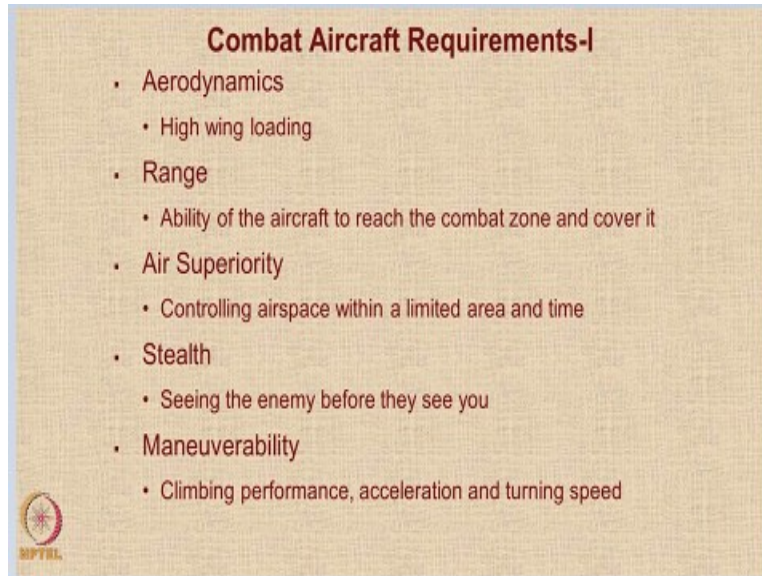 Combat Aircraft Requirements-I
▪ Aerodynamics
• High wing loading
▪ Range
• Ability of the aircraft to reach the combat zone and cover it
▪ Air Superiority
• Controlling airspace within a limited area and time
▪ Stealth
• Seeing the enemy before they see you
▪ Maneuverability
• Climbing performance, acceleration and turning speed
NPTEL